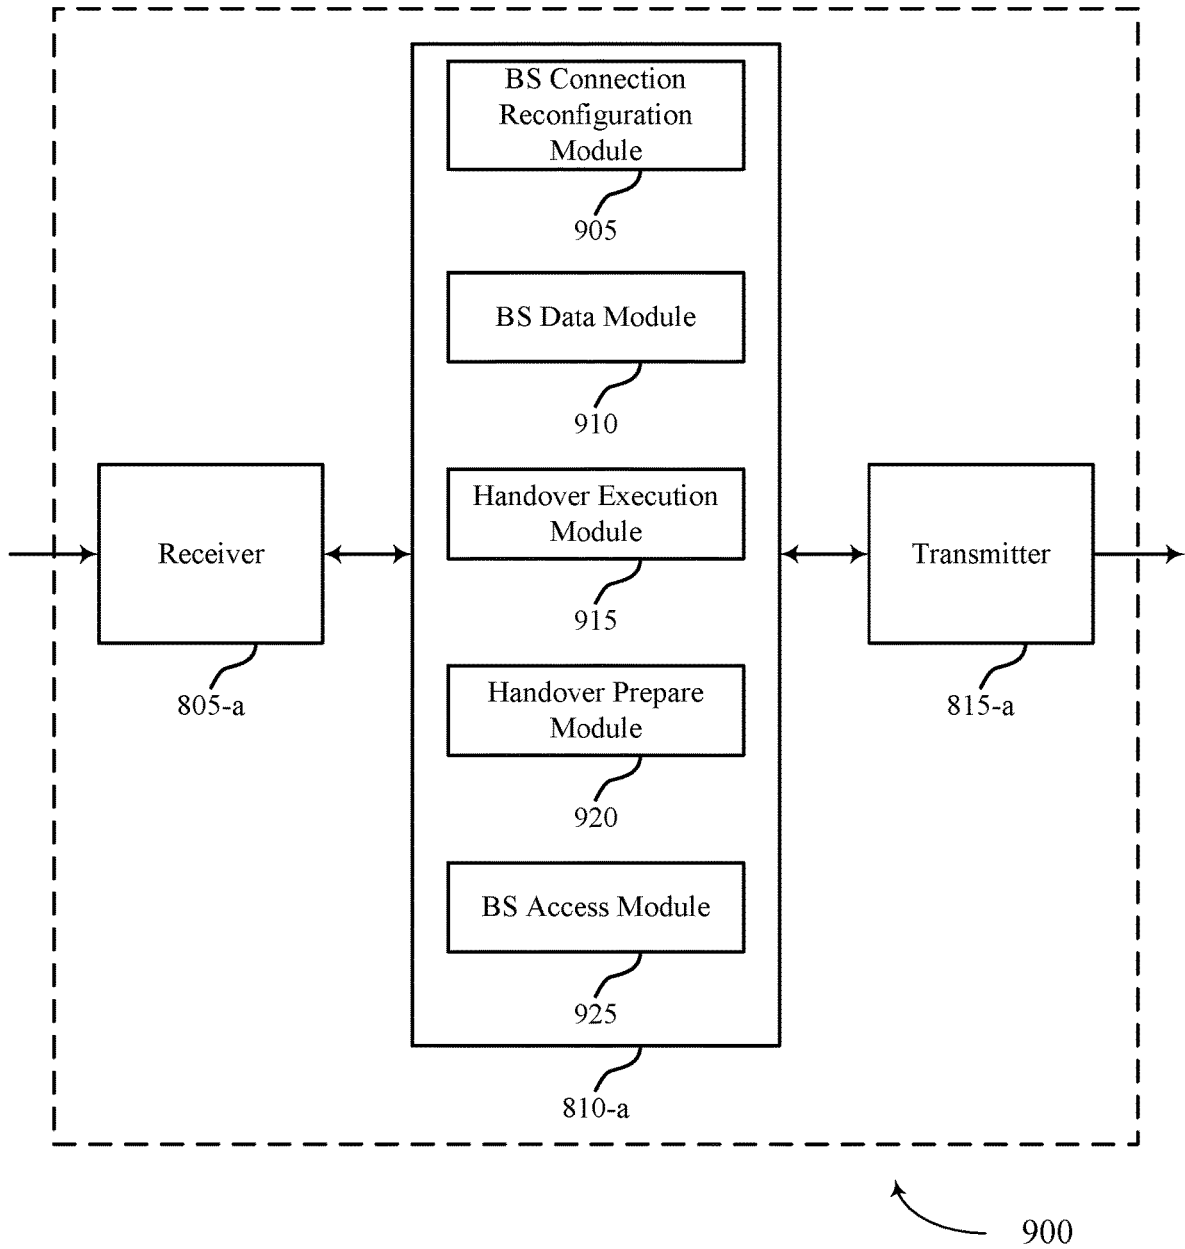 BS Connection
Reconfiguration
Module
905
BS Data Module
910
Handover Execution
Module
915
Receiver
805-a
Transmitter
815-a
Handover Prepare
Module
920
BS Access Module
925
810-a
900